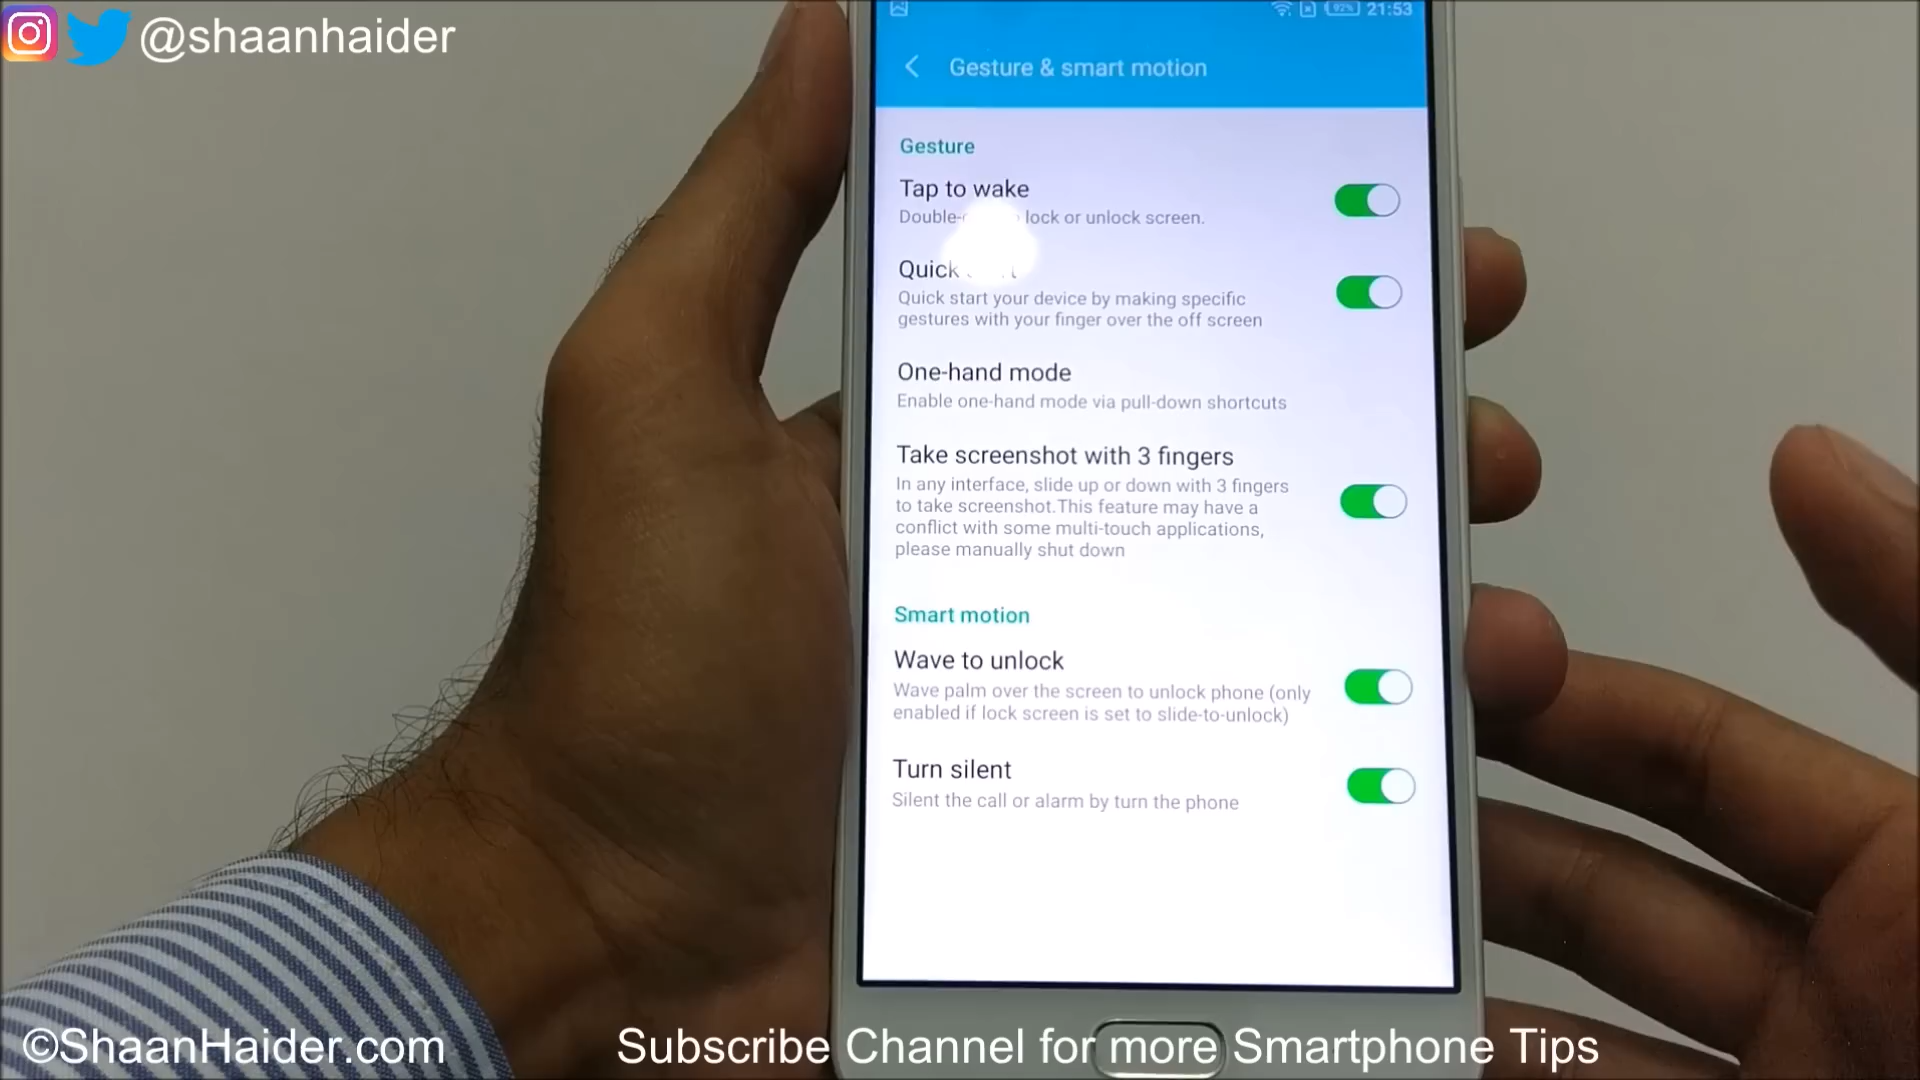 @shaanhaider
92% 21:53
Gesture & smart motion
Gesture
Tap to wake
Double- lock or unlock screen.
Quick
Quick start your device by making specific
gestures with your finger over the off screen
One-hand mode
Enable one-hand mode via pull-down shortcuts
Take screenshot with 3 fingers
In any interface, slide up or down with 3 fingers
to take screenshot.This feature may have a
conflict with some multi-touch applications,
please manually shut down
Smart motion
Wave to unlock
Wave palm over the screen to unlock phone (only
enabled if lock screen is set to slide-to-unlock)
Turn silent
Silent the call or alarm by turn the phone
©ShaanHaider.com
Subscribe Channel for more Smartphone Tips